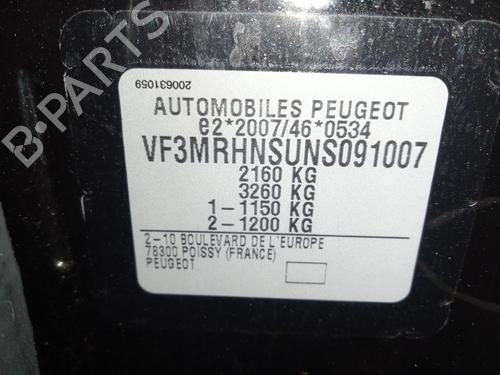 B-PARTS
200631059
AUTOMOBILES PEUGEOT
e2*2007/46*0534
VF3MRHNSUNS091007
2160 KG
3260 KG
1-1150 KG
2-1200 KG
2-10 BOULEVARD DE L'EUROPE
78300 POISSY (FRANCE)
PEUGEOT